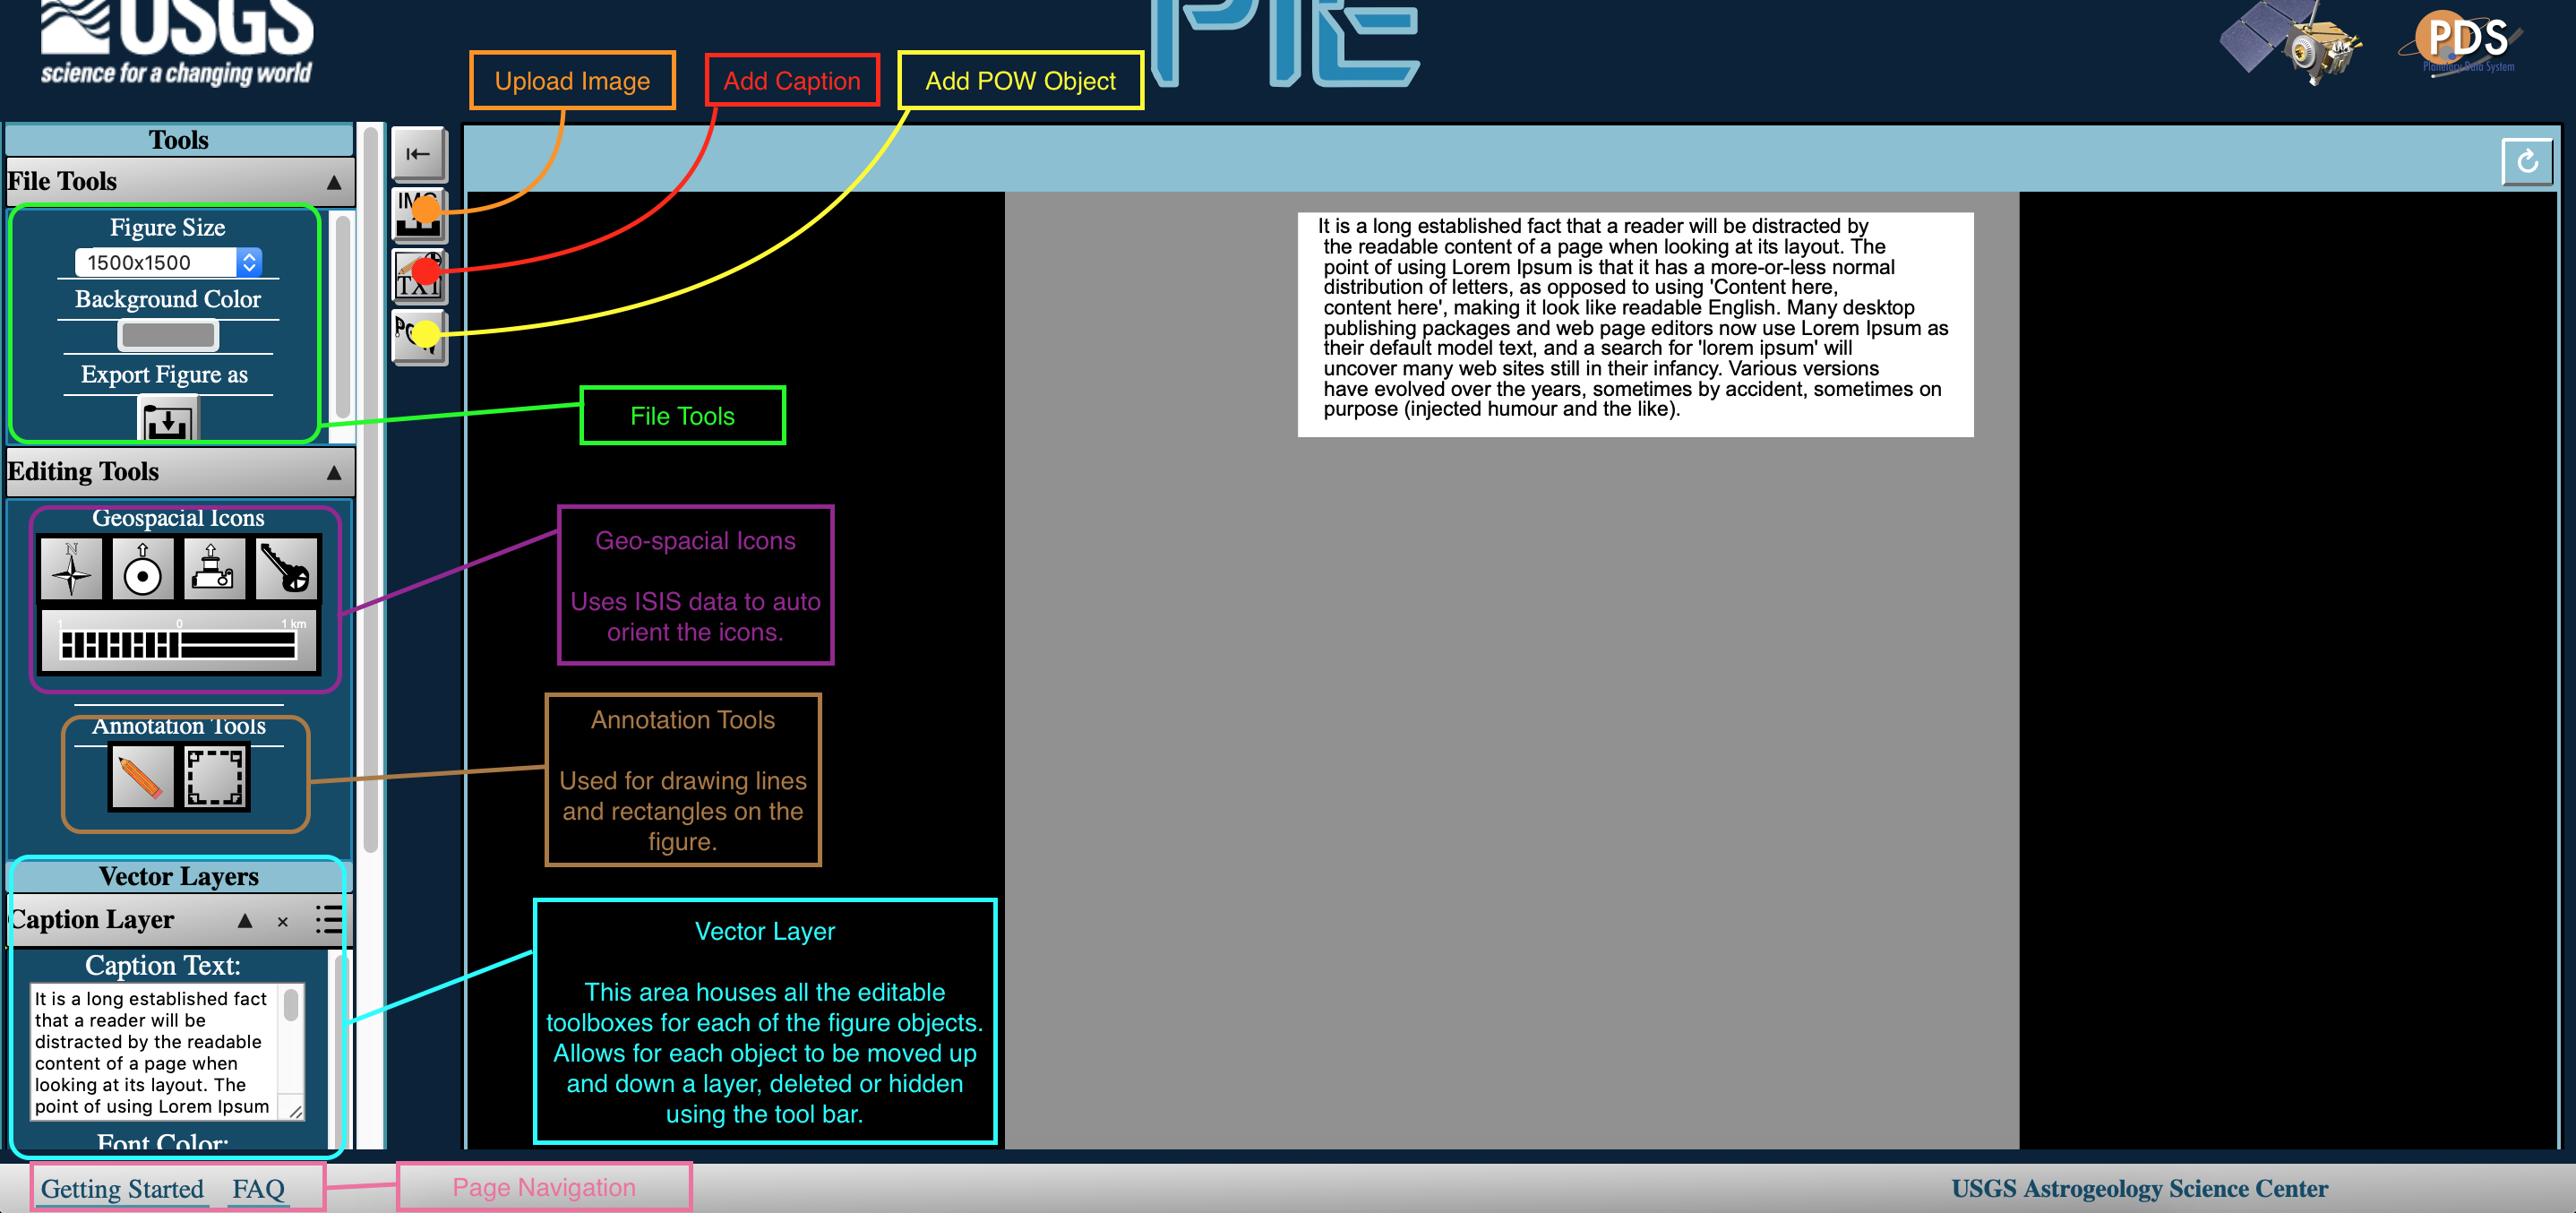 USGS
science for a changing world
PIE
PDS
Planetary Data System
Upload Image
Add Caption
Add POW Object
Tools
File Tools
Figure Size
1500x1500
Background Color
Export Figure as
Editing Tools
Geospacial Icons
N
1 0 1 km
Annotation Tools
Vector Layers
Caption Layer
Caption Text:
It is a long established fact
that a reader will be
distracted by the readable
content of a page when
looking at its layout. The
point of using Lorem Ipsum
Font Color:
IMG
TXT
POW
File Tools
Geo-spacial Icons
Uses ISIS data to auto
orient the icons.
Annotation Tools
Used for drawing lines
and rectangles on the
figure.
Vector Layer
This area houses all the editable
toolboxes for each of the figure objects.
Allows for each object to be moved up
and down a layer, deleted or hidden
using the tool bar.
It is a long established fact that a reader will be distracted by
the readable content of a page when looking at its layout. The
point of using Lorem Ipsum is that it has a more-or-less normal
distribution of letters, as opposed to using 'Content here,
content here', making it look like readable English. Many desktop
publishing packages and web page editors now use Lorem Ipsum as
their default model text, and a search for 'lorem ipsum' will
uncover many web sites still in their infancy. Various versions
have evolved over the years, sometimes by accident, sometimes on
purpose (injected humour and the like).
Getting Started FAQ
Page Navigation
USGS Astrogeology Science Center